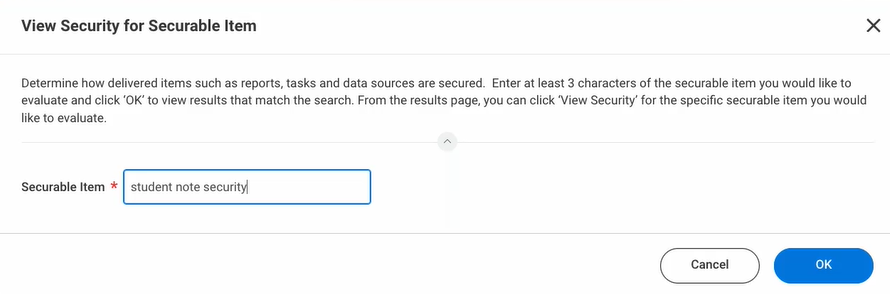 View Security for Securable Item
Determine how delivered items such as reports, tasks and data sources are secured.  Enter at least 3 characters of the securable item you would like to
evaluate and click ‘OK’ to view results that match the search. From the results page, you can click ‘View Security’ for the specific securable item you would
like to evaluate.
Securable Item * student note security
Cancel OK